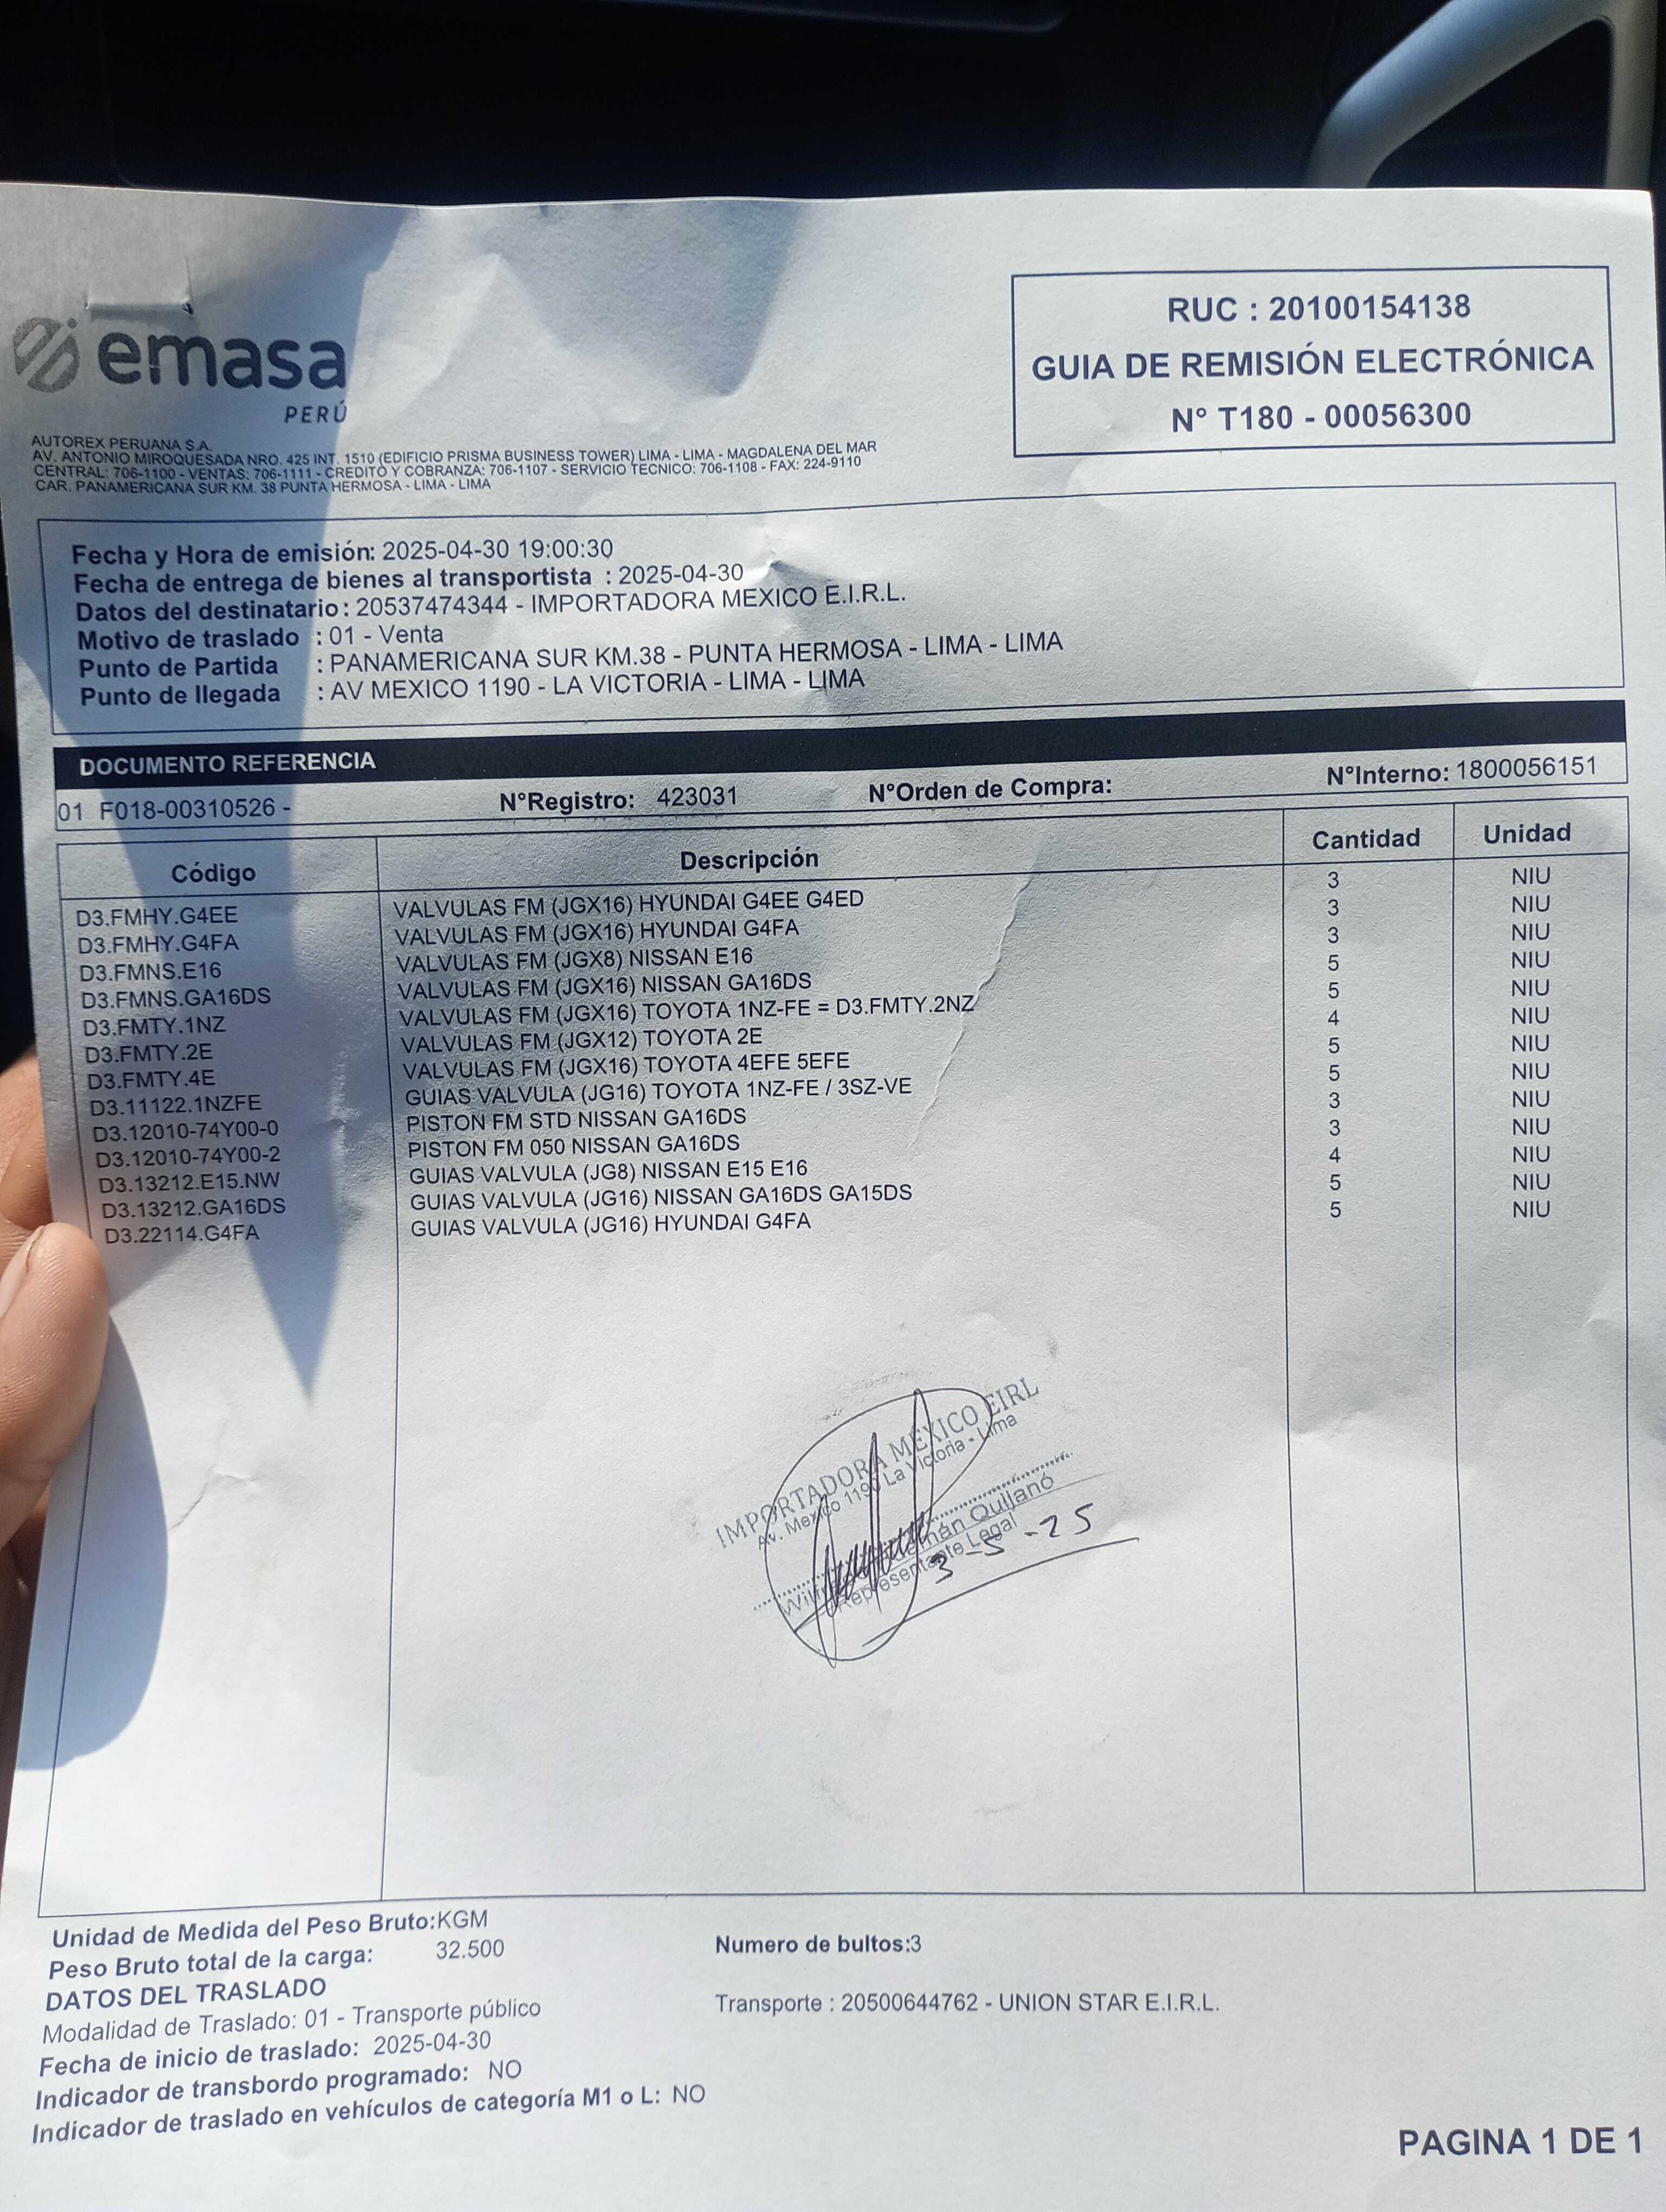 emasa
PERÚ
RUC : 20100154138
GUIA DE REMISIÓN ELECTRÓNICA
N° T180 - 00056300
AUTOREX PERUANA S.A.
AV. ANTONIO MIROQUESADA NRO. 425 INT. 1510 (EDIFICIO PRISMA BUSINESS TOWER) LIMA - LIMA - MAGDALENA DEL MAR
CENTRAL: 706-1100 - VENTAS: 706-1111 - CREDITO Y COBRANZA: 706-1107 - SERVICIO TECNICO: 706-1108 - FAX: 224-9110
CAR. PANAMERICANA SUR KM. 38 PUNTA HERMOSA - LIMA - LIMA
Fecha y Hora de emisión: 2025-04-30 19:00:30
Fecha de entrega de bienes al transportista : 2025-04-30
Datos del destinatario : 20537474344 - IMPORTADORA MEXICO E.I.R.L.
Motivo de traslado : 01 - Venta
Punto de Partida : PANAMERICANA SUR KM.38 - PUNTA HERMOSA - LIMA - LIMA
Punto de llegada : AV MEXICO 1190 - LA VICTORIA - LIMA - LIMA
DOCUMENTO REFERENCIA
01 F018-00310526 - N°Registro: 423031 N°Orden de Compra: N°Interno: 1800056151
Código Descripción Cantidad Unidad
D3.FMHY.G4EE VALVULAS FM (JGX16) HYUNDAI G4EE G4ED 3 NIU
D3.FMHY.G4FA VALVULAS FM (JGX16) HYUNDAI G4FA 3 NIU
D3.FMNS.E16 VALVULAS FM (JGX8) NISSAN E16 3 NIU
D3.FMNS.GA16DS VALVULAS FM (JGX16) NISSAN GA16DS 5 NIU
D3.FMTY.1NZ VALVULAS FM (JGX16) TOYOTA 1NZ-FE = D3.FMTY.2NZ 5 NIU
D3.FMTY.2E VALVULAS FM (JGX12) TOYOTA 2E 4 NIU
D3.FMTY.4E VALVULAS FM (JGX16) TOYOTA 4EFE 5EFE 5 NIU
D3.11122.1NZFE GUIAS VALVULA (JG16) TOYOTA 1NZ-FE / 3SZ-VE 5 NIU
D3.12010-74Y00-0 PISTON FM STD NISSAN GA16DS 3 NIU
D3.12010-74Y00-2 PISTON FM 050 NISSAN GA16DS 3 NIU
D3.13212.E15.NW GUIAS VALVULA (JG8) NISSAN E15 E16 4 NIU
D3.13212.GA16DS GUIAS VALVULA (JG16) NISSAN GA16DS GA15DS 5 NIU
D3.22114.G4FA GUIAS VALVULA (JG16) HYUNDAI G4FA 5 NIU
IMPORTADORA MEXICO EIRL
Av. Mexico 1190 La Victoria - Lima
Quijano
Representante Legal
3-5-25
Unidad de Medida del Peso Bruto:KGM
Peso Bruto total de la carga: 32.500 Numero de bultos:3
DATOS DEL TRASLADO
Modalidad de Traslado: 01 - Transporte público Transporte : 20500644762 - UNION STAR E.I.R.L.
Fecha de inicio de traslado: 2025-04-30
Indicador de transbordo programado: NO
Indicador de traslado en vehículos de categoría M1 o L: NO
PAGINA 1 DE 1